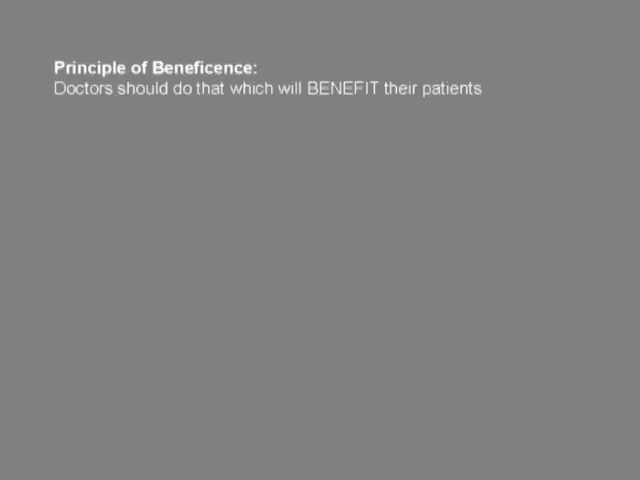 Principle of Beneficence:
Doctors should do that which will BENEFIT their patients